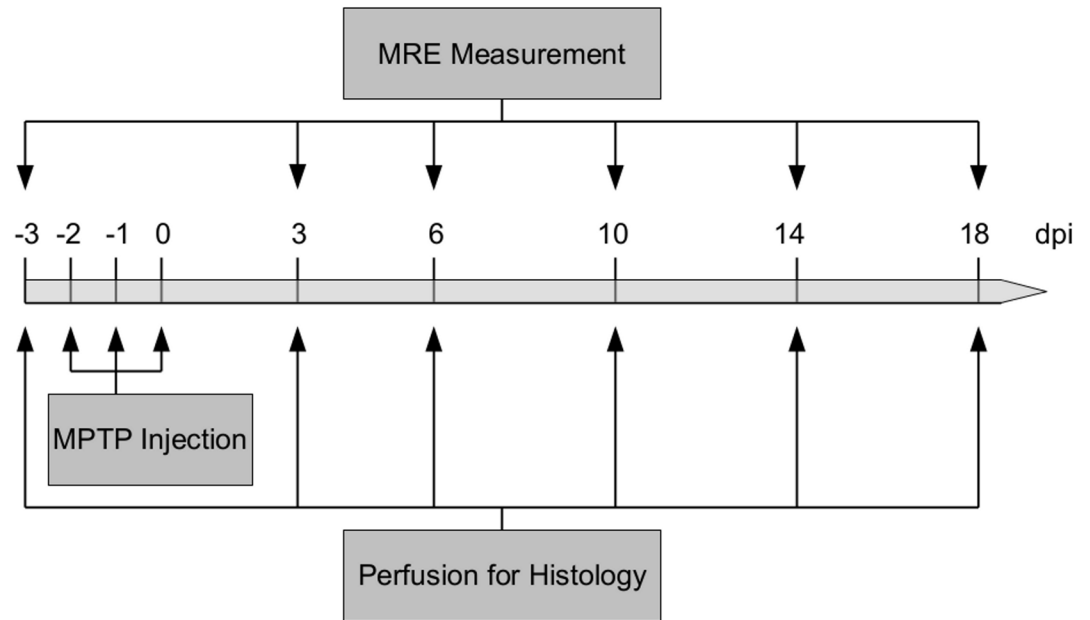 MRE Measurement
-3 -2 -1 0 3 6 10 14 18 dpi
MPTP Injection
Perfusion for Histology